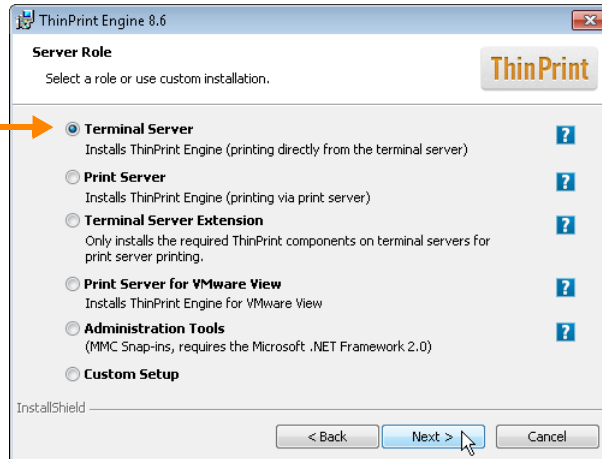 ThinPrint Engine 8.6
Server Role
Select a role or use custom installation.
ThinPrint
Terminal Server
Installs ThinPrint Engine (printing directly from the terminal server)
?
Print Server
Installs ThinPrint Engine (printing via print server)
?
Terminal Server Extension
Only installs the required ThinPrint components on terminal servers for
print server printing.
?
Print Server for VMware View
Installs ThinPrint Engine for VMware View
?
Administration Tools
(MMC Snap-ins, requires the Microsoft .NET Framework 2.0)
?
Custom Setup
InstallShield
< Back
Next >
Cancel